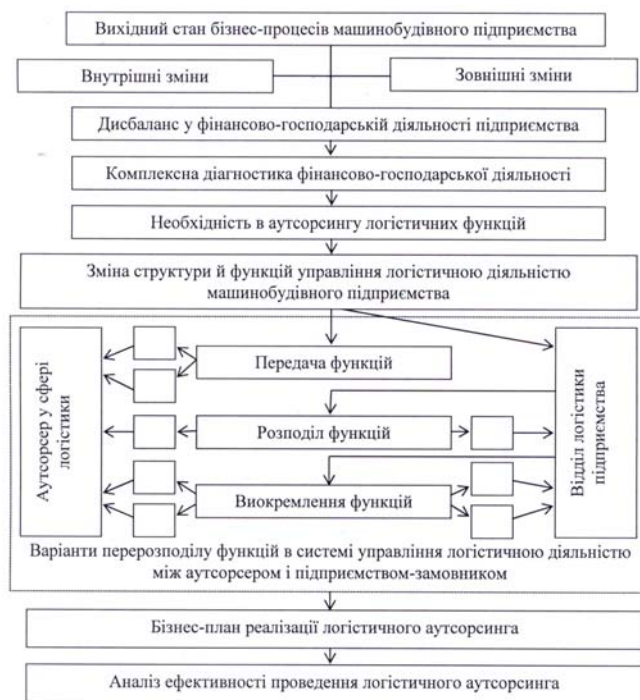 Вихідний стан бізнес-процесів машинобудівного підприємства
Внутрішні зміни
Зовнішні зміни
Дисбаланс у фінансово-господарській діяльності підприємства
Комплексна діагностика фінансово-господарської діяльності
Необхідність в аутсорсингу логістичних функцій
Зміна структури й функцій управління логістичною діяльністю
машинобудівного підприємства
Аутсорсер у сфері
логістики
Передача функцій
Розподіл функцій
Виокремлення функцій
Відділ логістики
підприємства
Варіанти перерозподілу функцій в системі управління логістичною діяльністю
між аутсорсером і підприємством-замовником
Бізнес-план реалізації логістичного аутсорсинга
Аналіз ефективності проведення логістичного аутсорсинга